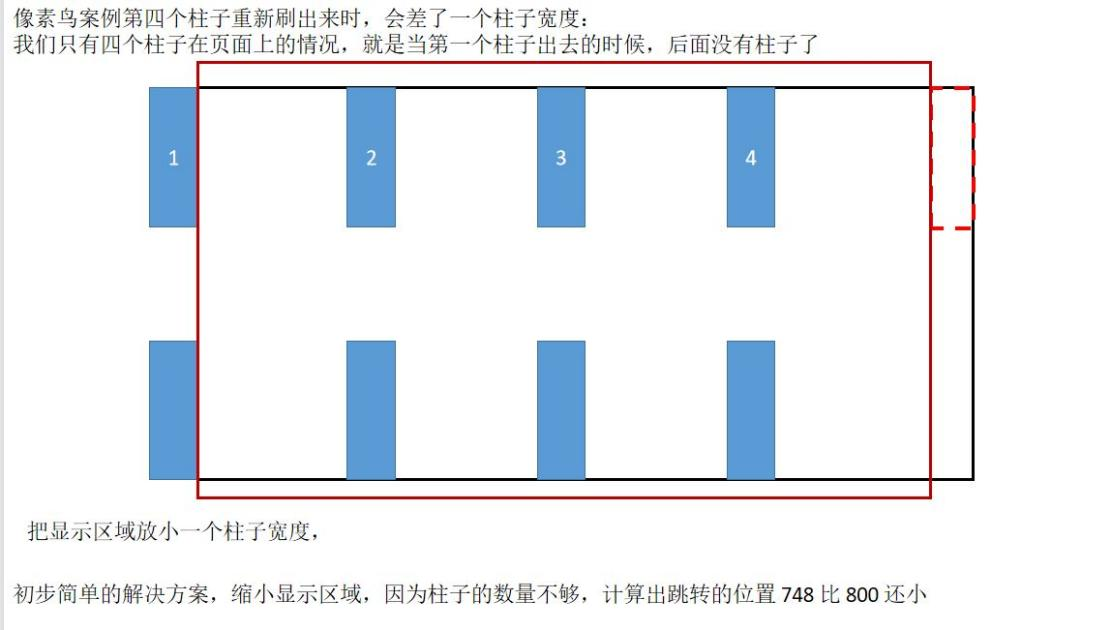 像素鸟案例第四个柱子重新刷出来时，会差了一个柱子宽度：
我们只有四个柱子在页面上的情况，就是当第一个柱子出去的时候，后面没有柱子了
1
2
3
4
把显示区域放小一个柱子宽度，
初步简单的解决方案，缩小显示区域，因为柱子的数量不够，计算出跳转的位置 748 比 800 还小